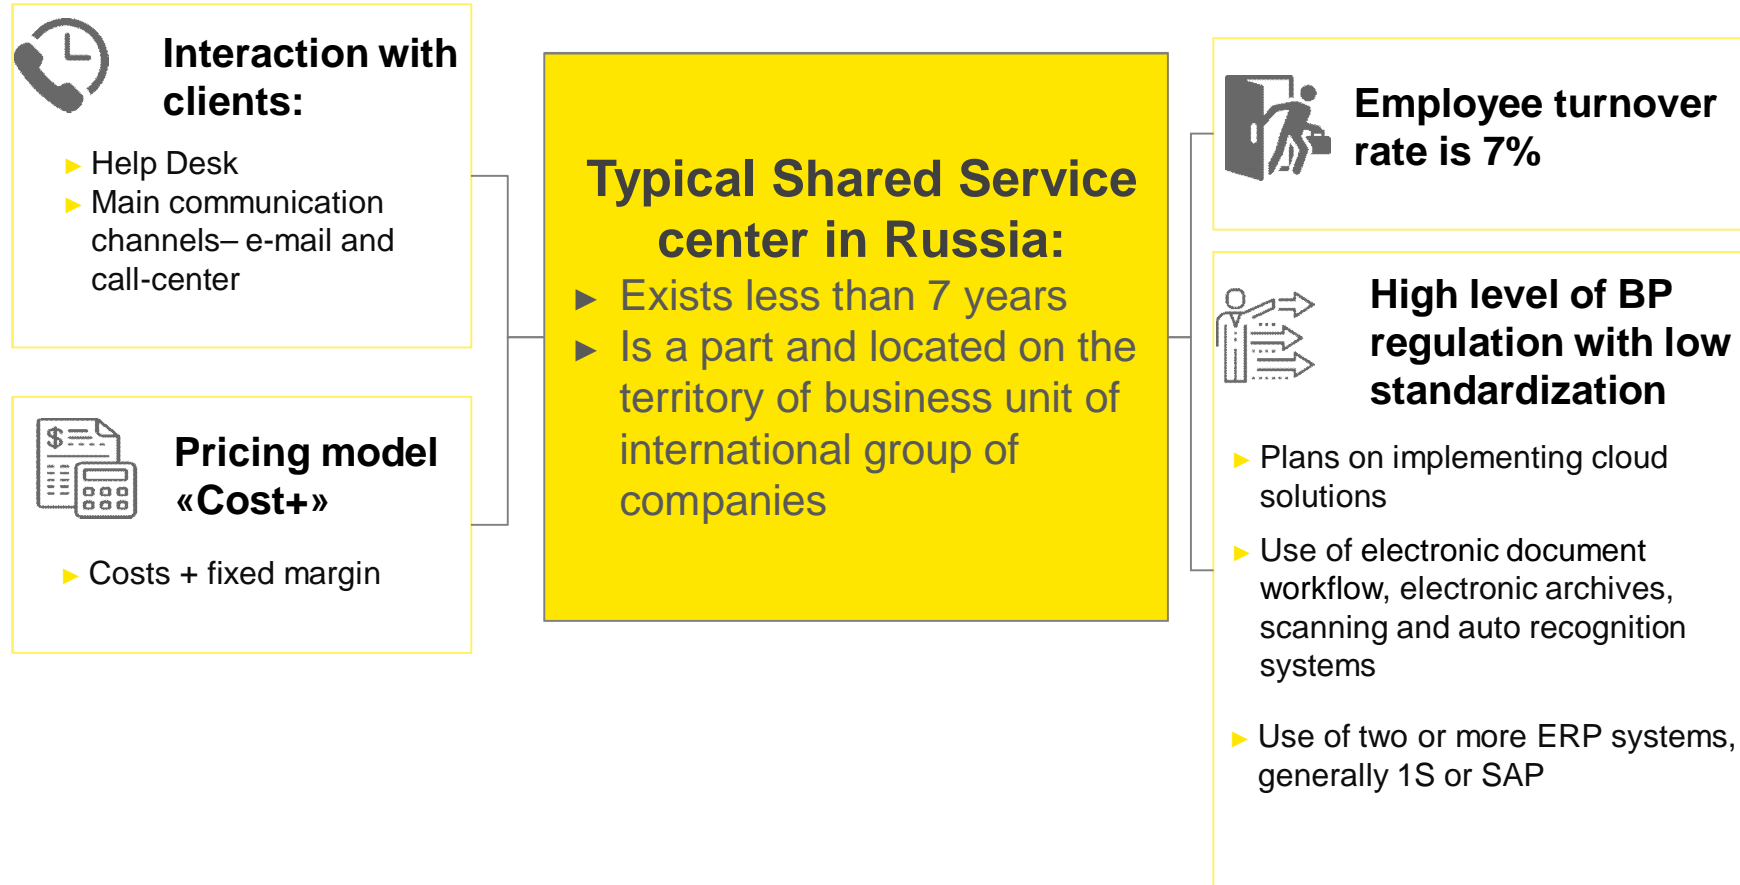 Interaction with
clients:
► Help Desk
► Main communication
channels– e-mail and
call-center
Pricing model
«Cost+»
► Costs + fixed margin
Typical Shared Service
center in Russia:
► Exists less than 7 years
► Is a part and located on the
territory of business unit of
international group of
companies
Employee turnover
rate is 7%
High level of BP
regulation with low
standardization
► Plans on implementing cloud
solutions
► Use of electronic document
workflow, electronic archives,
scanning and auto recognition
systems
► Use of two or more ERP systems,
generally 1S or SAP